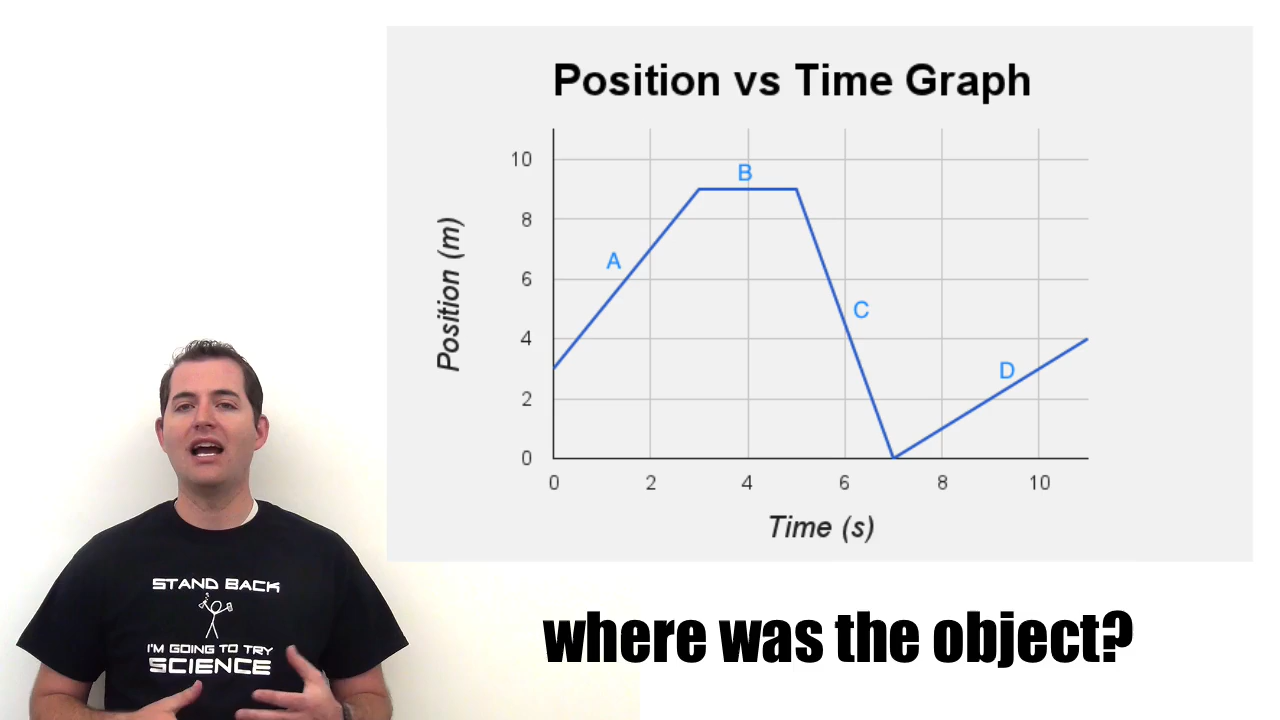 Position vs Time Graph
Position (m)
10
8
6
4
2
0
A
B
C
D
0 2 4 6 8 10
Time (s)
STAND BACK
I'M GOING TO TRY
SCIENCE
where was the object?